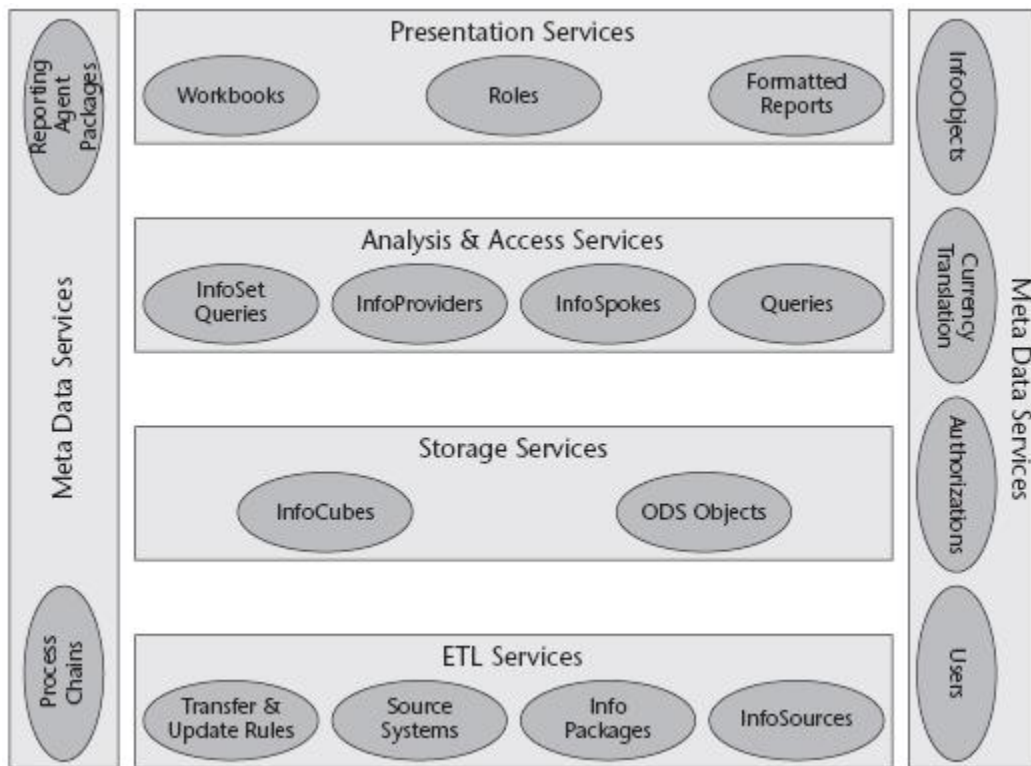 Reporting
Agent
Packages
Meta Data Services
Process
Chains
Presentation Services
Workbooks
Roles
Formatted
Reports
Analysis & Access Services
InfoSet
Queries
InfoProviders
InfoSpokes
Queries
Storage Services
InfoCubes
ODS Objects
ETL Services
Transfer &
Update Rules
Source
Systems
Info
Packages
InfoSources
InfoObjects
Currency
Translation
Authorizations
Users
Meta Data Services